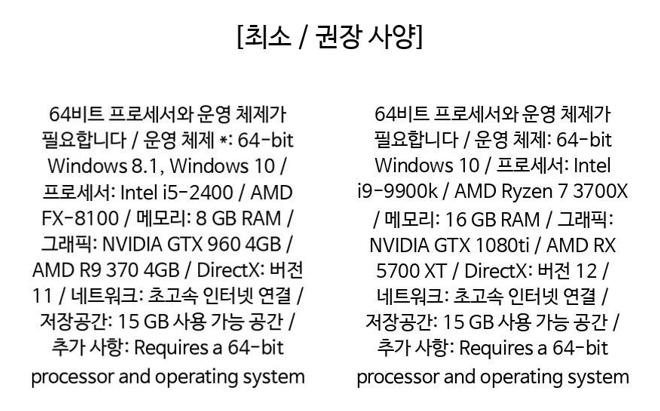 [최소 / 권장 사양]
64비트 프로세서와 운영 체제가
필요합니다 / 운영 체제 *: 64-bit
Windows 8.1, Windows 10 /
프로세서: Intel i5-2400 / AMD
FX-8100 / 메모리: 8 GB RAM /
그래픽: NVIDIA GTX 960 4GB /
AMD R9 370 4GB / DirectX: 버전
11 / 네트워크: 초고속 인터넷 연결 /
저장공간: 15 GB 사용 가능 공간 /
추가 사항: Requires a 64-bit
processor and operating system
64비트 프로세서와 운영 체제가
필요합니다 / 운영 체제: 64-bit
Windows 10 / 프로세서: Intel
i9-9900k / AMD Ryzen 7 3700X
/ 메모리: 16 GB RAM / 그래픽:
NVIDIA GTX 1080ti / AMD RX
5700 XT / DirectX: 버전 12 /
네트워크: 초고속 인터넷 연결 /
저장공간: 15 GB 사용 가능 공간 /
추가 사항: Requires a 64-bit
processor and operating system